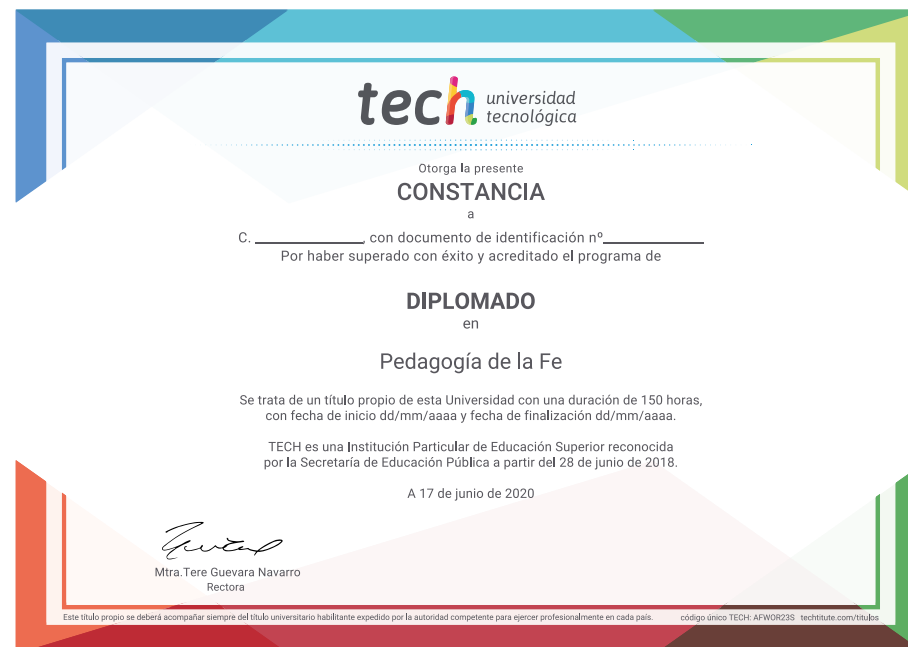 tech universidad
tecnológica
Otorga la presente
CONSTANCIA
a
C. ____________, con documento de identificación nº____________
Por haber superado con éxito y acreditado el programa de
DIPLOMADO
en
Pedagogía de la Fe
Se trata de un título propio de esta Universidad con una duración de 150 horas,
con fecha de inicio dd/mm/aaaa y fecha de finalización dd/mm/aaaa.
TECH es una Institución Particular de Educación Superior reconocida
por la Secretaría de Educación Pública a partir del 28 de junio de 2018.
A 17 de junio de 2020
Mtra.Tere Guevara Navarro
Rectora
Este título propio se deberá acompañar siempre del título universitario habilitante expedido por la autoridad competente para ejercer profesionalmente en cada país. código único TECH: AFWOR23S techtitute.com/titulos